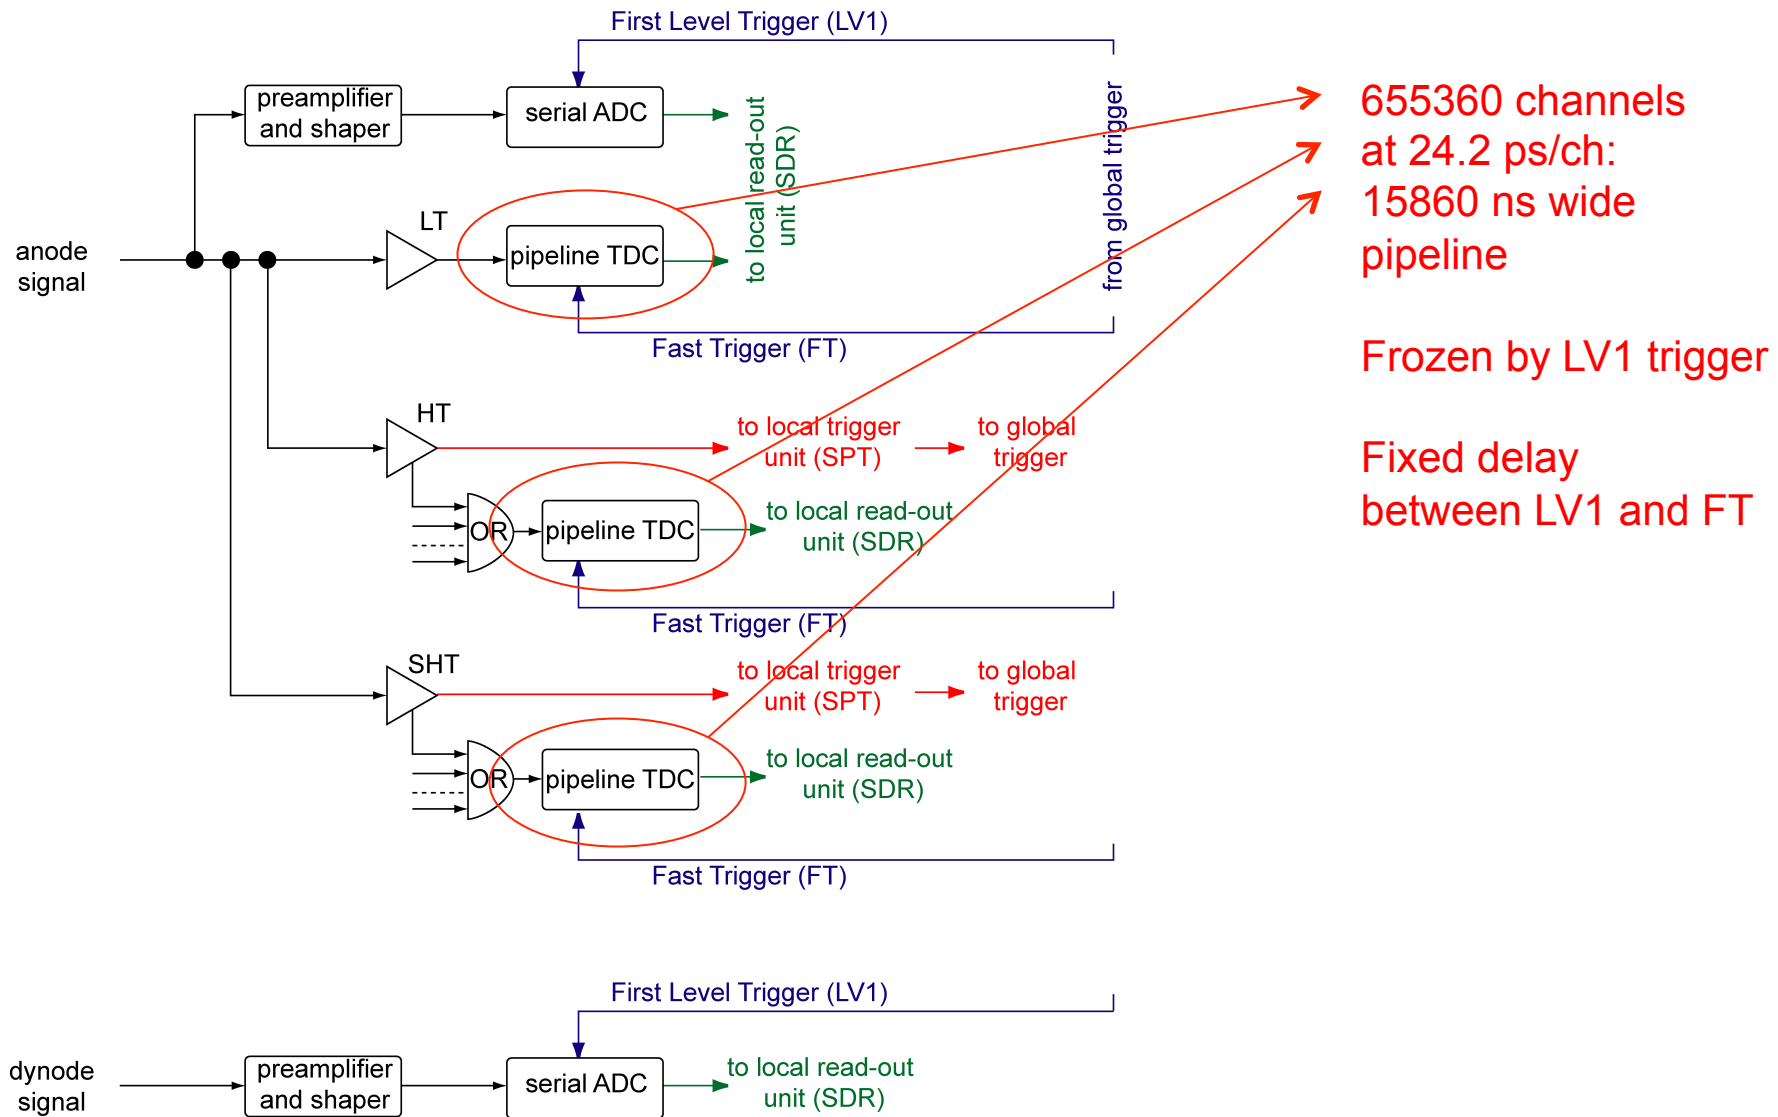 First Level Trigger (LV1)
preamplifier
and shaper
serial ADC
to local read-out
unit (SDR)
from global trigger
655360 channels
at 24.2 ps/ch:
15860 ns wide
pipeline
Frozen by LV1 trigger
Fixed delay
between LV1 and FT
anode
signal
LT
pipeline TDC
Fast Trigger (FT)
HT
to local trigger
unit (SPT)
to global
trigger
OR
pipeline TDC
to local read-out
unit (SDR)
Fast Trigger (FT)
SHT
to local trigger
unit (SPT)
to global
trigger
OR
pipeline TDC
to local read-out
unit (SDR)
Fast Trigger (FT)
First Level Trigger (LV1)
dynode
signal
preamplifier
and shaper
serial ADC
to local read-out
unit (SDR)